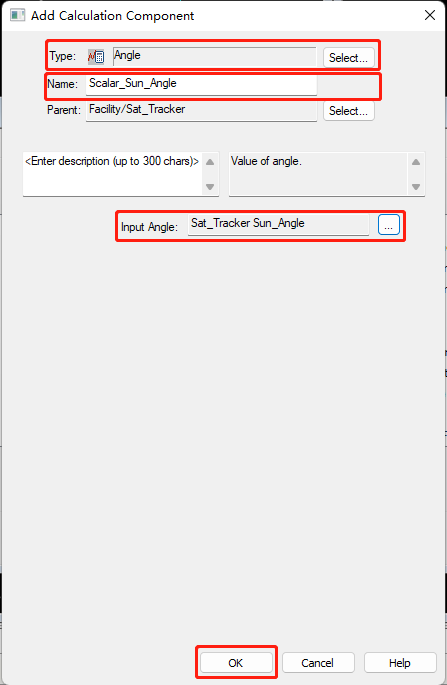 Add Calculation Component
Type: Angle Select...
Name: Scalar_Sun_Angle
Parent: Facility/Sat_Tracker Select...
<Enter description (up to 300 chars)> Value of angle.
Input Angle: Sat_Tracker Sun_Angle ...
OK Cancel Help